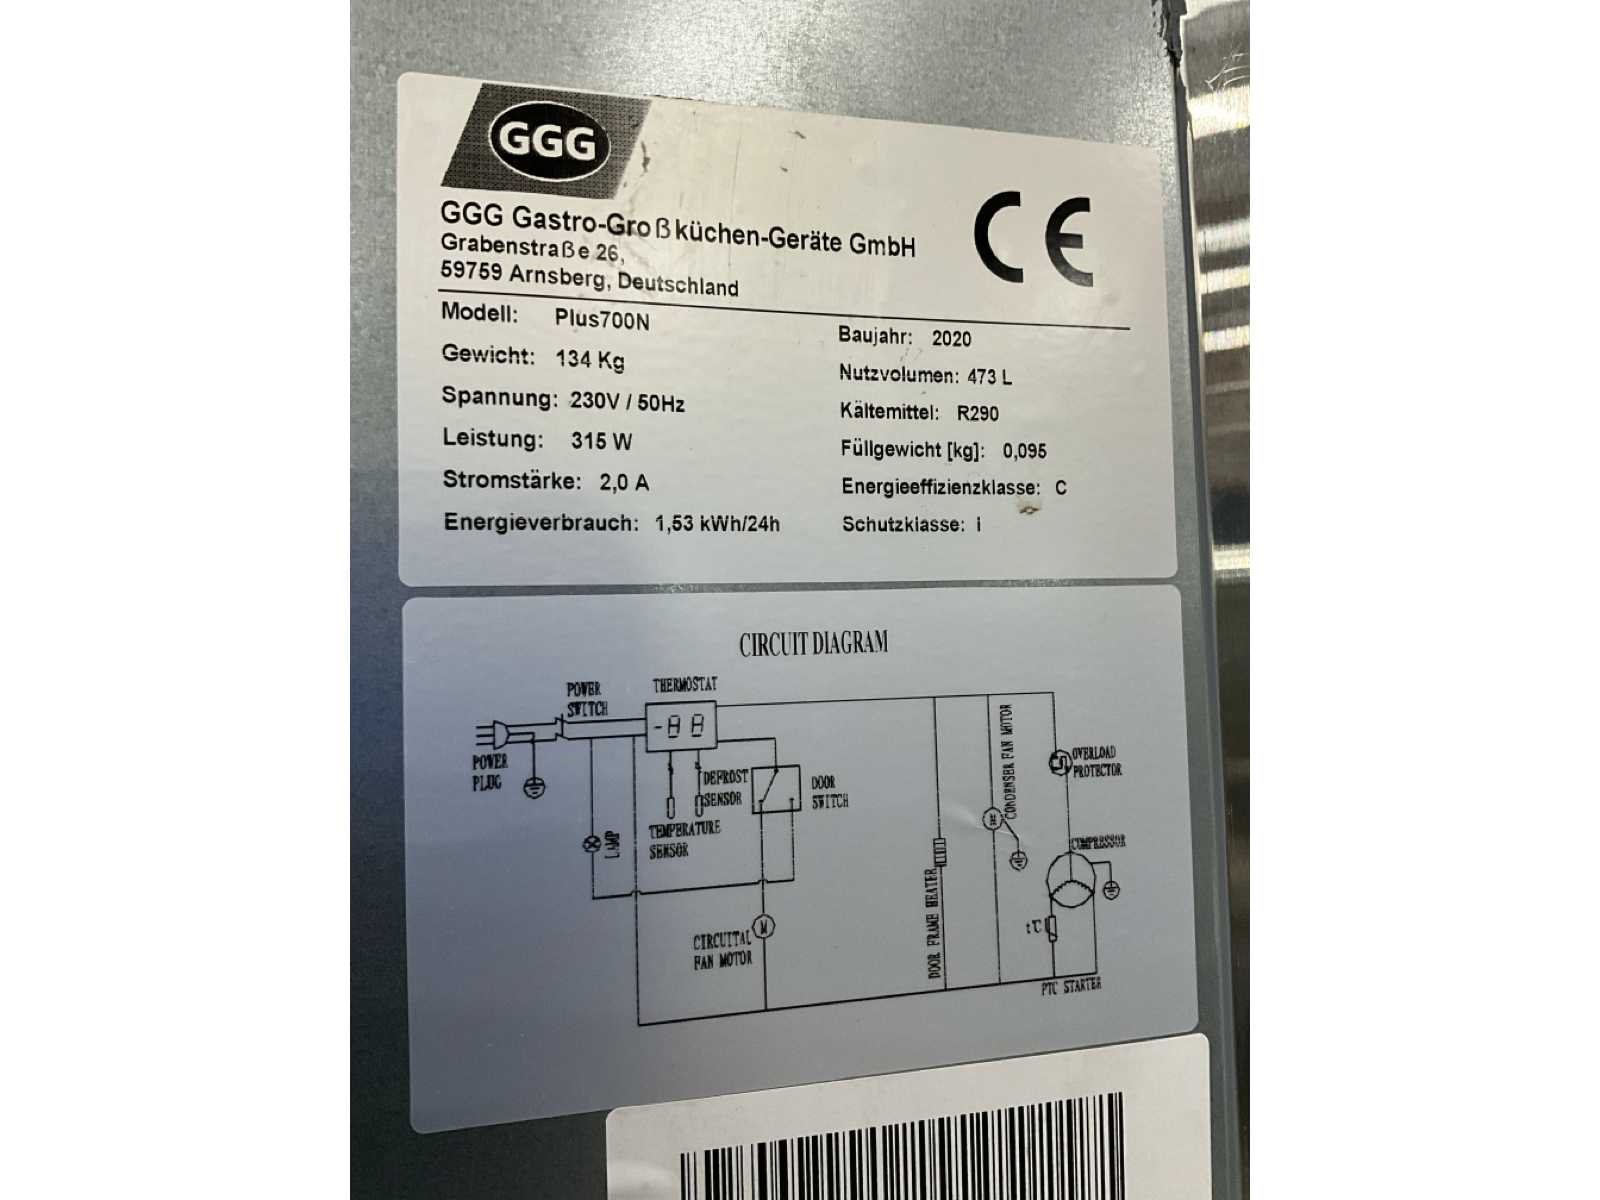 GGG
GGG Gastro-Großküchen-Geräte GmbH
Grabenstraße 26,
59759 Arnsberg, Deutschland
CE
Modell: Plus700N
Baujahr: 2020
Gewicht: 134 Kg
Nutzvolumen: 473 L
Spannung: 230V / 50Hz
Kältemittel: R290
Leistung: 315 W
Füllgewicht [kg]: 0,095
Stromstärke: 2,0 A
Energieeffizienzklasse: C
Energieverbrauch: 1,53 kWh/24h
Schutzklasse: i
CIRCUIT DIAGRAM
POWER
SWITCH
THERMOSTAT
-88
POWER
PLUG
DEFROST
SENSOR
DOOR
SWITCH
TEMPERATURE
SENSOR
LAMP
CIRCUITAL
FAN MOTOR
M
DOOR FRAME HEATER
CONDENSER FAN MOTOR
M
OVERLOAD
PROTECTOR
COMPRESSOR
t℃
PTC STARTER